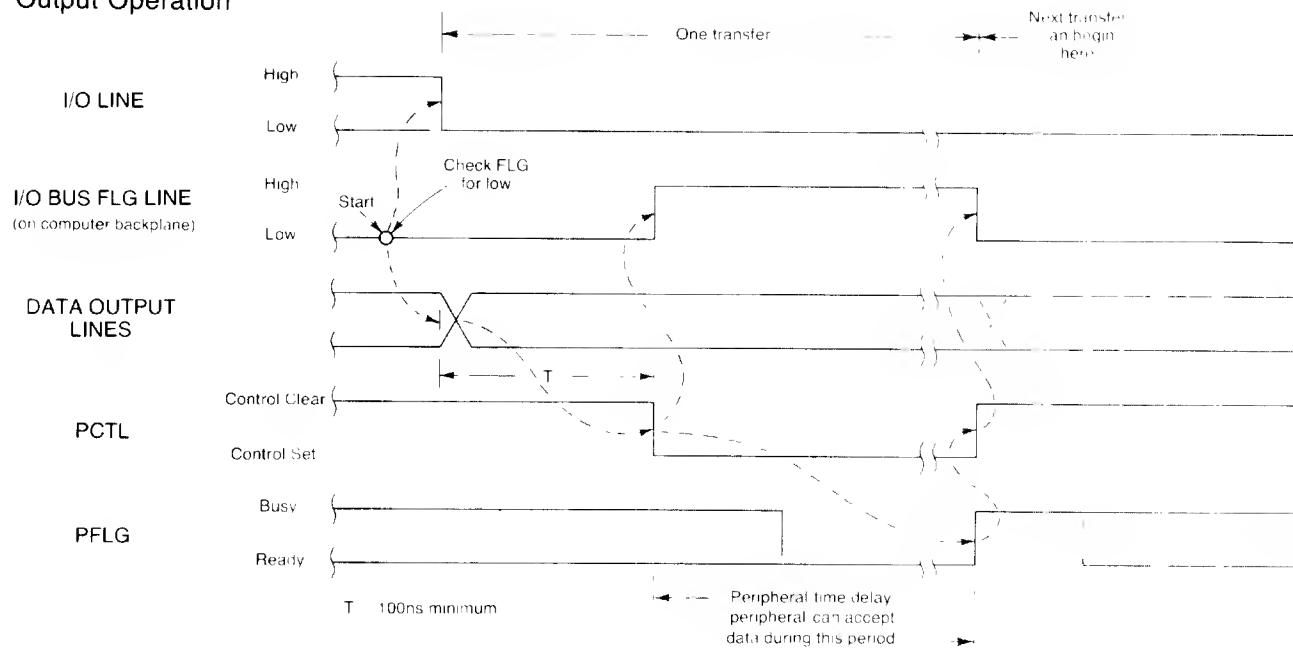 Output Operation
One transfer
Next transfer
an begin
here
I/O LINE
High
Low
I/O BUS FLG LINE
(on computer backplane)
High
Low
Start
Check FLG
for low
DATA OUTPUT
LINES
T
PCTL
Control Clear
Control Set
PFLG
Busy
Ready
T 100ns minimum
Peripheral time delay
peripheral can accept
data during this period